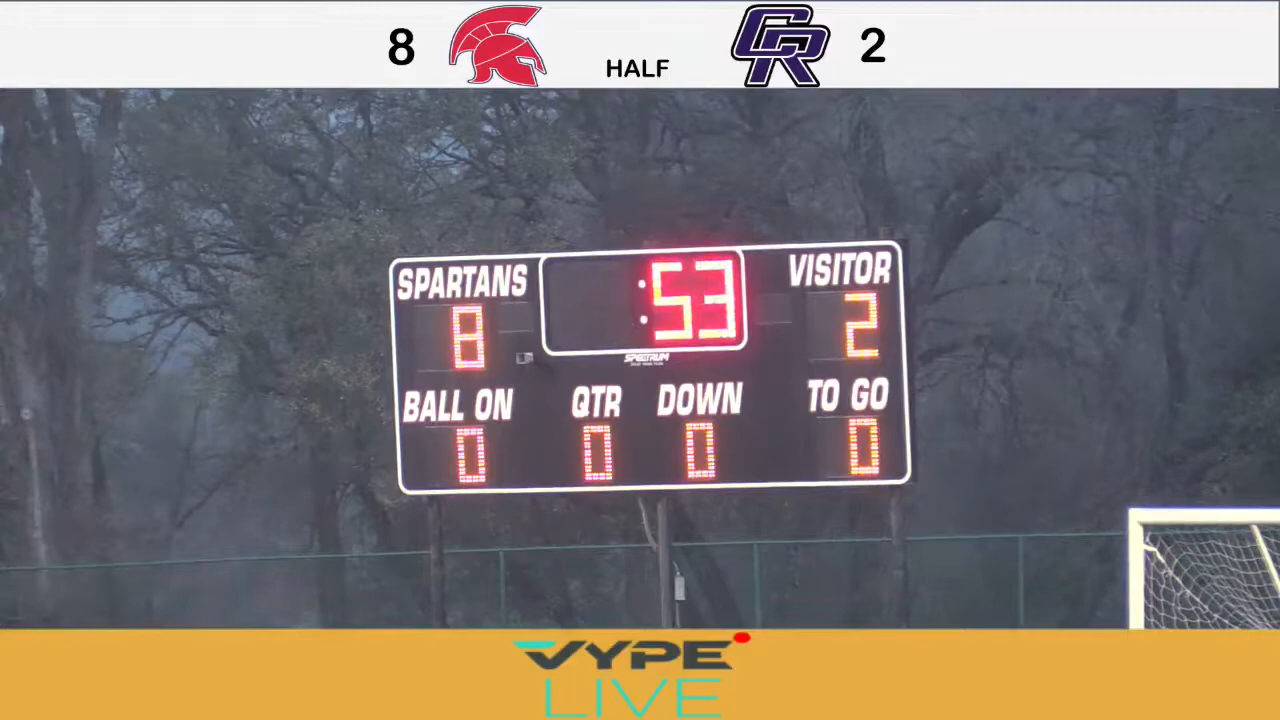 8 HALF CR 2
SPARTANS :53 VISITOR
8 2
SPECTRUM
BALL ON QTR DOWN TO GO
0 0 0 0
VYPE
LIVE